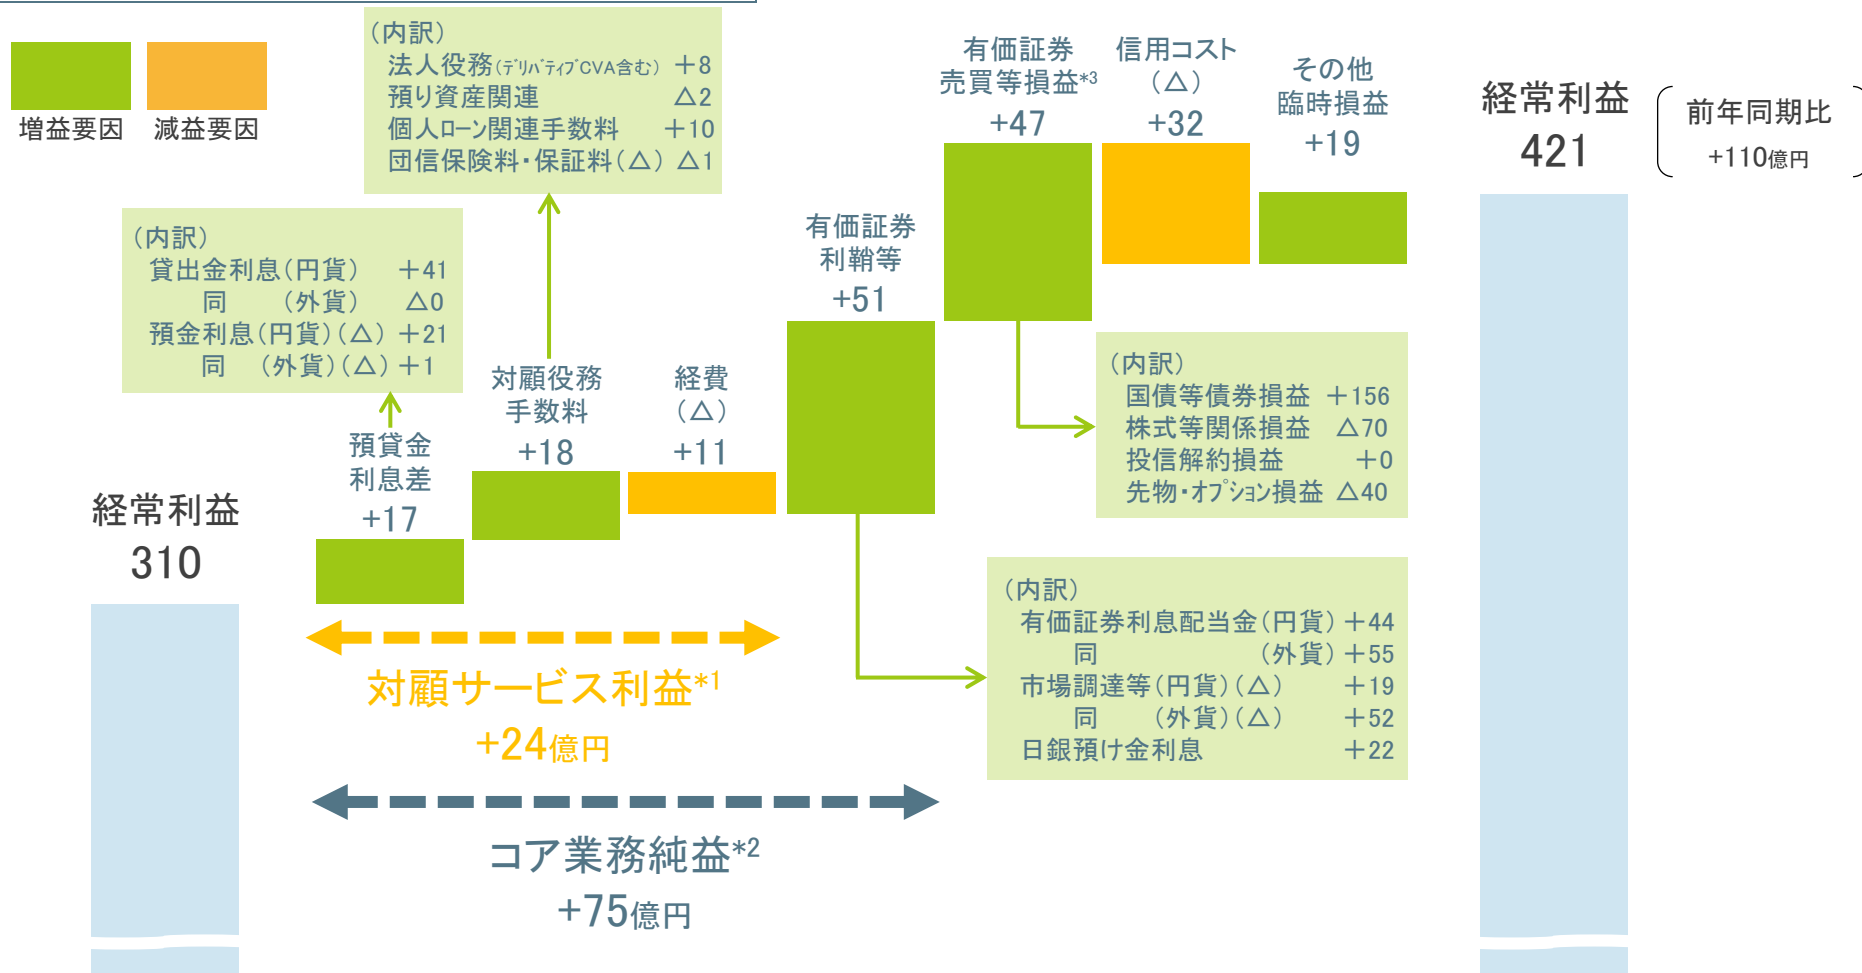 増益要因
減益要因
（内訳）
法人役務(ﾃﾞﾘﾊﾞﾃｨﾌﾞCVA含む) ＋8
預り資産関連 △2
個人ローン関連手数料 ＋10
団信保険料・保証料(△) △1
（内訳）
貸出金利息(円貨) ＋41
同 (外貨) △0
預金利息(円貨)(△) ＋21
同 (外貨)(△) ＋1
経常利益
310
預貸金
利息差
+17
対顧役務
手数料
+18
経費
(△)
+11
有価証券
利鞘等
+51
有価証券
売買等損益*3
+47
信用コスト
(△)
+32
その他
臨時損益
+19
経常利益
421
前年同期比
+110億円
（内訳）
国債等債券損益 ＋156
株式等関係損益 △70
投信解約損益 ＋0
先物・ｵﾌﾟｼｮﾝ損益 △40
（内訳）
有価証券利息配当金(円貨) ＋44
同 (外貨) ＋55
市場調達等(円貨)(△) ＋19
同 (外貨)(△) ＋52
日銀預け金利息 ＋22
対顧サービス利益*1
+24億円
コア業務純益*2
+75億円